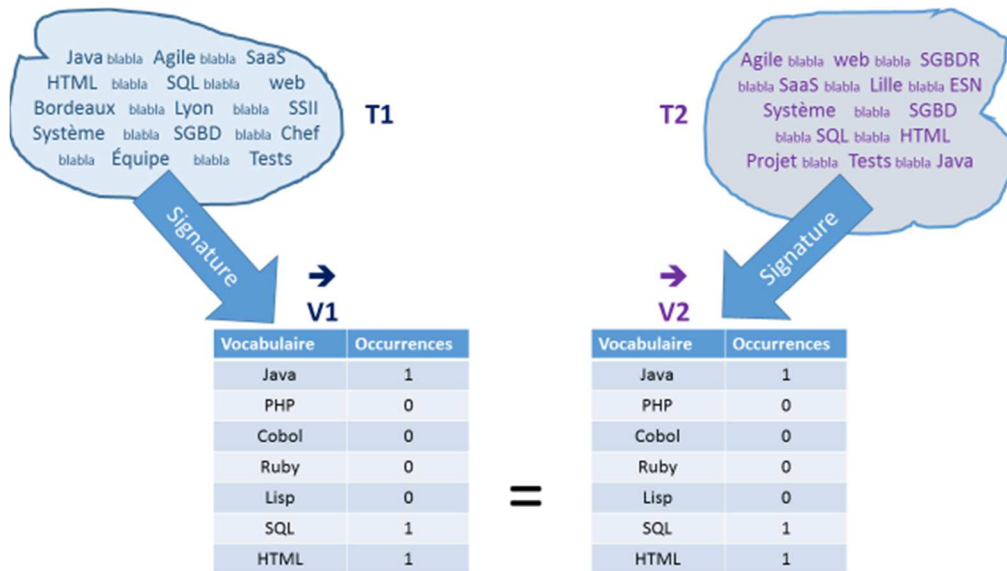 Java blabla Agile blabla SaaS
HTML blabla SQL blabla web
Bordeaux blabla Lyon blabla SSII
Système blabla SGBD blabla Chef
blabla Équipe blabla Tests
T1
T2
Agile blabla web blabla SGBDR
blabla SaaS blabla Lille blabla ESN
Système blabla SGBD
blabla SQL blabla HTML
Projet blabla Tests blabla Java
Signature
Signature
➔
V1
➔
V2
Vocabulaire Occurrences
Java 1
PHP 0
Cobol 0
Ruby 0
Lisp 0
SQL 1
HTML 1
=
Vocabulaire Occurrences
Java 1
PHP 0
Cobol 0
Ruby 0
Lisp 0
SQL 1
HTML 1